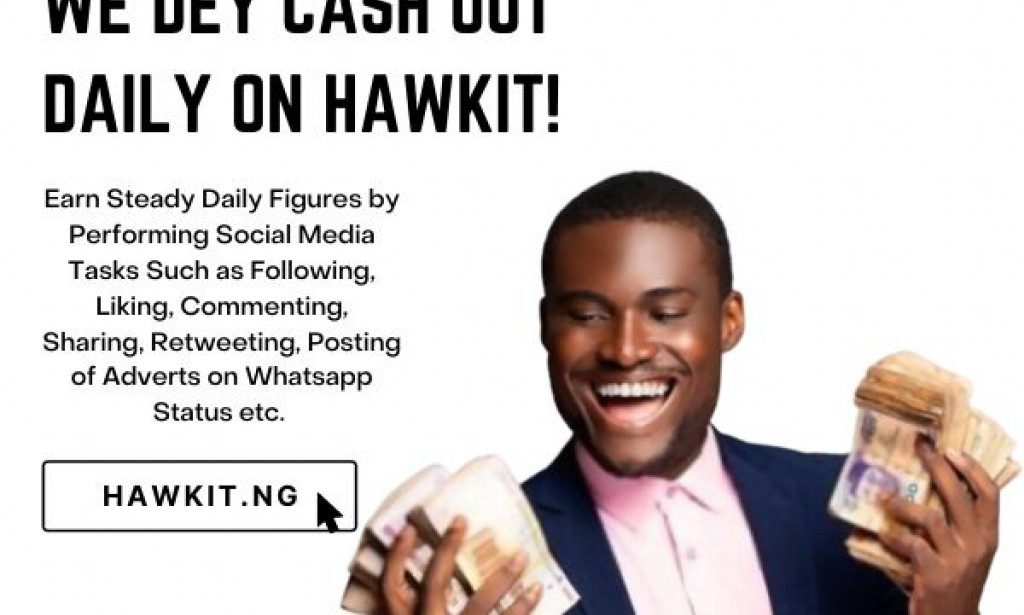 WE DEY CASH OUT
DAILY ON HAWKIT!
Earn Steady Daily Figures by
Performing Social Media
Tasks Such as Following,
Liking, Commenting,
Sharing, Retweeting, Posting
of Adverts on Whatsapp
Status etc.
HAWKIT.NG